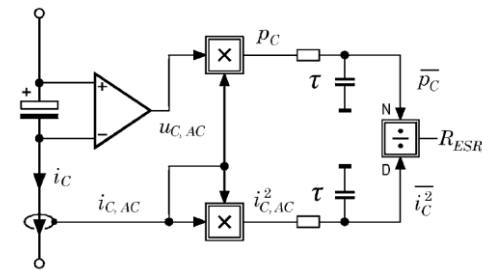 ×
p_C
τ
\overline{p_C}
+
+
−
u_{C, AC}
N
÷
R_{ESR}
D
i_C
i_{C, AC}
×
i_{C, AC}^2
τ
\overline{i_C^2}